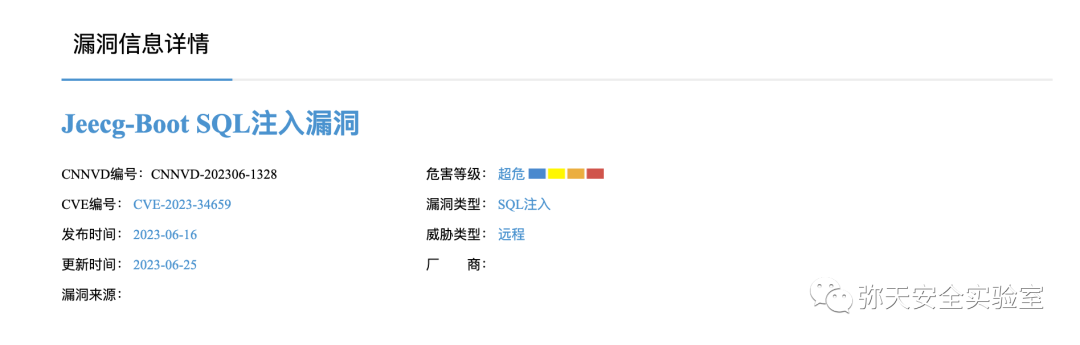 漏洞信息详情
Jeecg-Boot SQL注入漏洞
CNNVD编号：CNNVD-202306-1328
危害等级： 超危
CVE编号： CVE-2023-34659
漏洞类型： SQL注入
发布时间： 2023-06-16
威胁类型： 远程
更新时间： 2023-06-25
厂 商：
漏洞来源：
弥天安全实验室